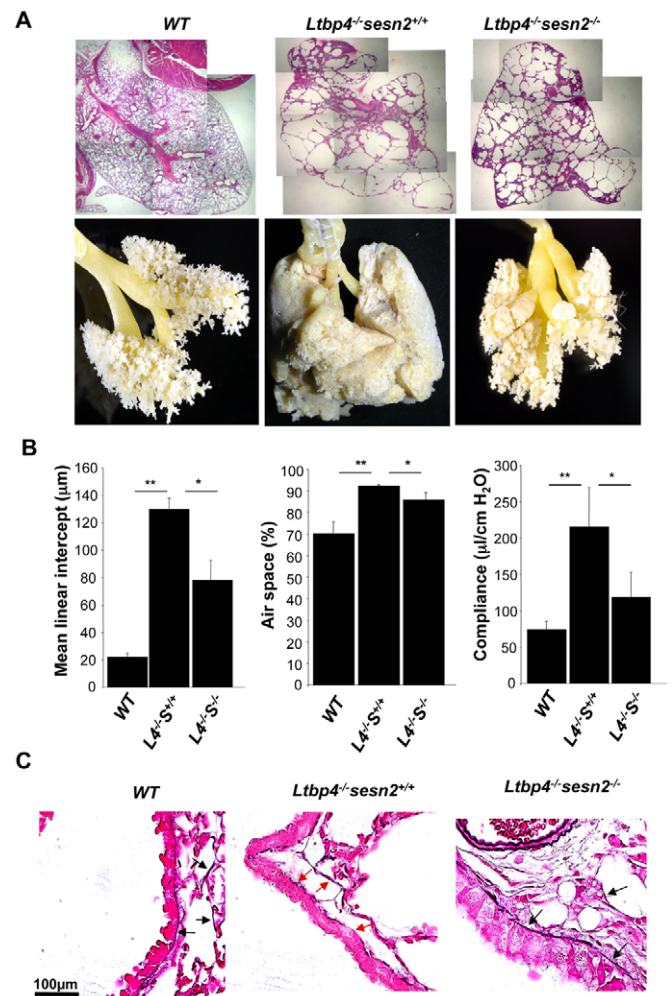 A
WT Ltbp4-/-sesn2+/+ Ltbp4-/-sesn2-/-
B
Mean linear intercept (µm)
160
140
120
100
80
60
40
20
0
** *
WT L4-/-S+/+ L4-/-S-/-
Air space (%)
100
90
80
70
60
50
40
30
20
10
0
** *
WT L4-/-S+/+ L4-/-S-/-
Compliance (µl/cm H2O)
300
250
200
150
100
50
0
** *
WT L4-/-S+/+ L4-/-S-/-
C
WT Ltbp4-/-sesn2+/+ Ltbp4-/-sesn2-/-
100µm